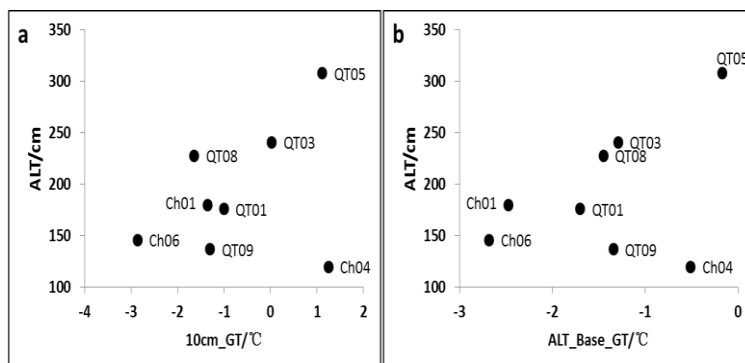 a
ALT/cm
350
300
250
200
150
100
-4 -3 -2 -1 0 1 2
10cm_GT/℃
QT05
QT03
QT08
Ch01
QT01
Ch06
QT09
Ch04
b
ALT/cm
350
300
250
200
150
100
-3 -2 -1 0
ALT_Base_GT/℃
QT05
QT03
QT08
Ch01
QT01
Ch06
QT09
Ch04